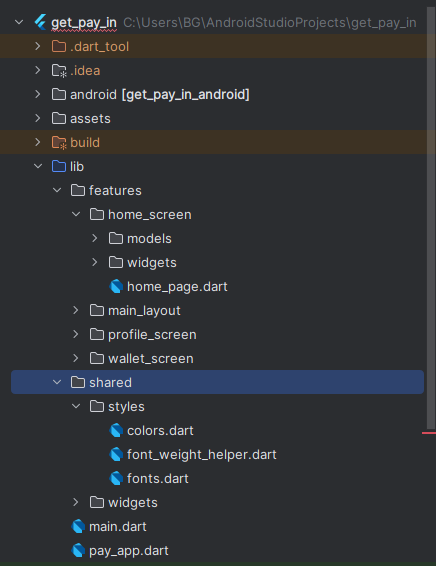 get_pay_in C:\Users\BG\AndroidStudioProjects\get_pay_in
.dart_tool
.idea
android [get_pay_in_android]
assets
build
lib
features
home_screen
models
widgets
home_page.dart
main_layout
profile_screen
wallet_screen
shared
styles
colors.dart
font_weight_helper.dart
fonts.dart
widgets
main.dart
pay_app.dart